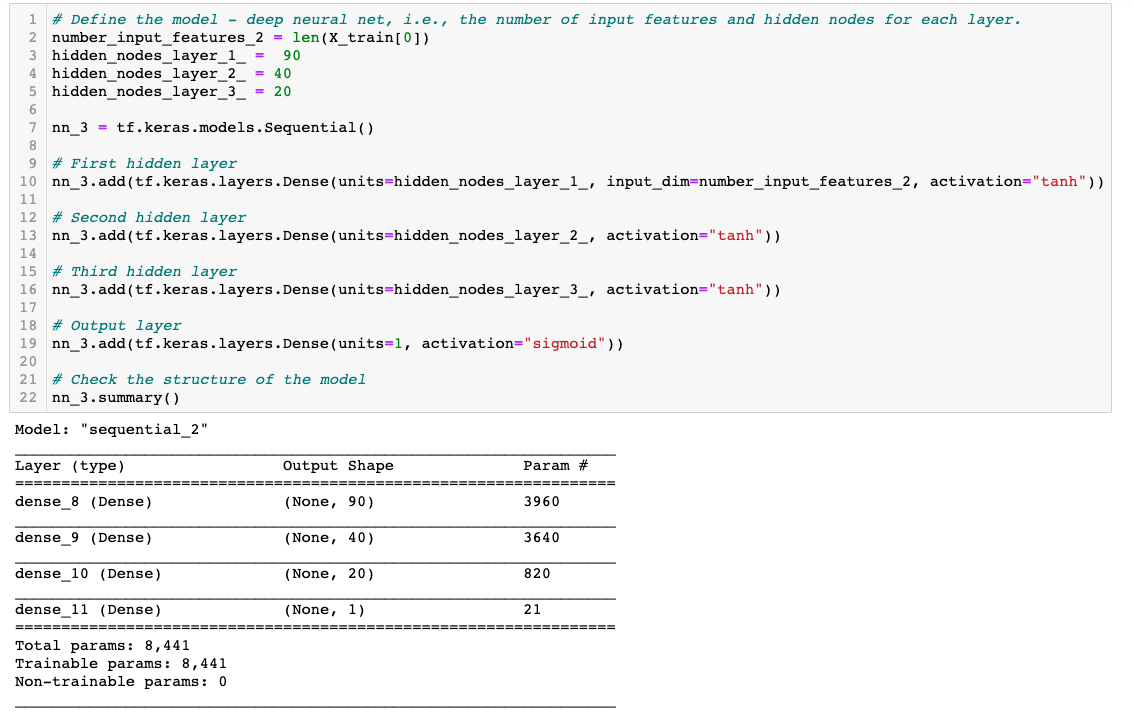 1 # Define the model - deep neural net, i.e., the number of input features and hidden nodes for each layer.
2 number_input_features_2 = len(X_train[0])
3 hidden_nodes_layer_1_ =  90
4 hidden_nodes_layer_2_ = 40
5 hidden_nodes_layer_3_ = 20
6
7 nn_3 = tf.keras.models.Sequential()
8
9 # First hidden layer
10 nn_3.add(tf.keras.layers.Dense(units=hidden_nodes_layer_1_, input_dim=number_input_features_2, activation="tanh"))
11
12 # Second hidden layer
13 nn_3.add(tf.keras.layers.Dense(units=hidden_nodes_layer_2_, activation="tanh"))
14
15 # Third hidden layer
16 nn_3.add(tf.keras.layers.Dense(units=hidden_nodes_layer_3_, activation="tanh"))
17
18 # Output layer
19 nn_3.add(tf.keras.layers.Dense(units=1, activation="sigmoid"))
20
21 # Check the structure of the model
22 nn_3.summary()
Model: "sequential_2"
Layer (type) Output Shape Param #
dense_8 (Dense) (None, 90) 3960
dense_9 (Dense) (None, 40) 3640
dense_10 (Dense) (None, 20) 820
dense_11 (Dense) (None, 1) 21
Total params: 8,441
Trainable params: 8,441
Non-trainable params: 0